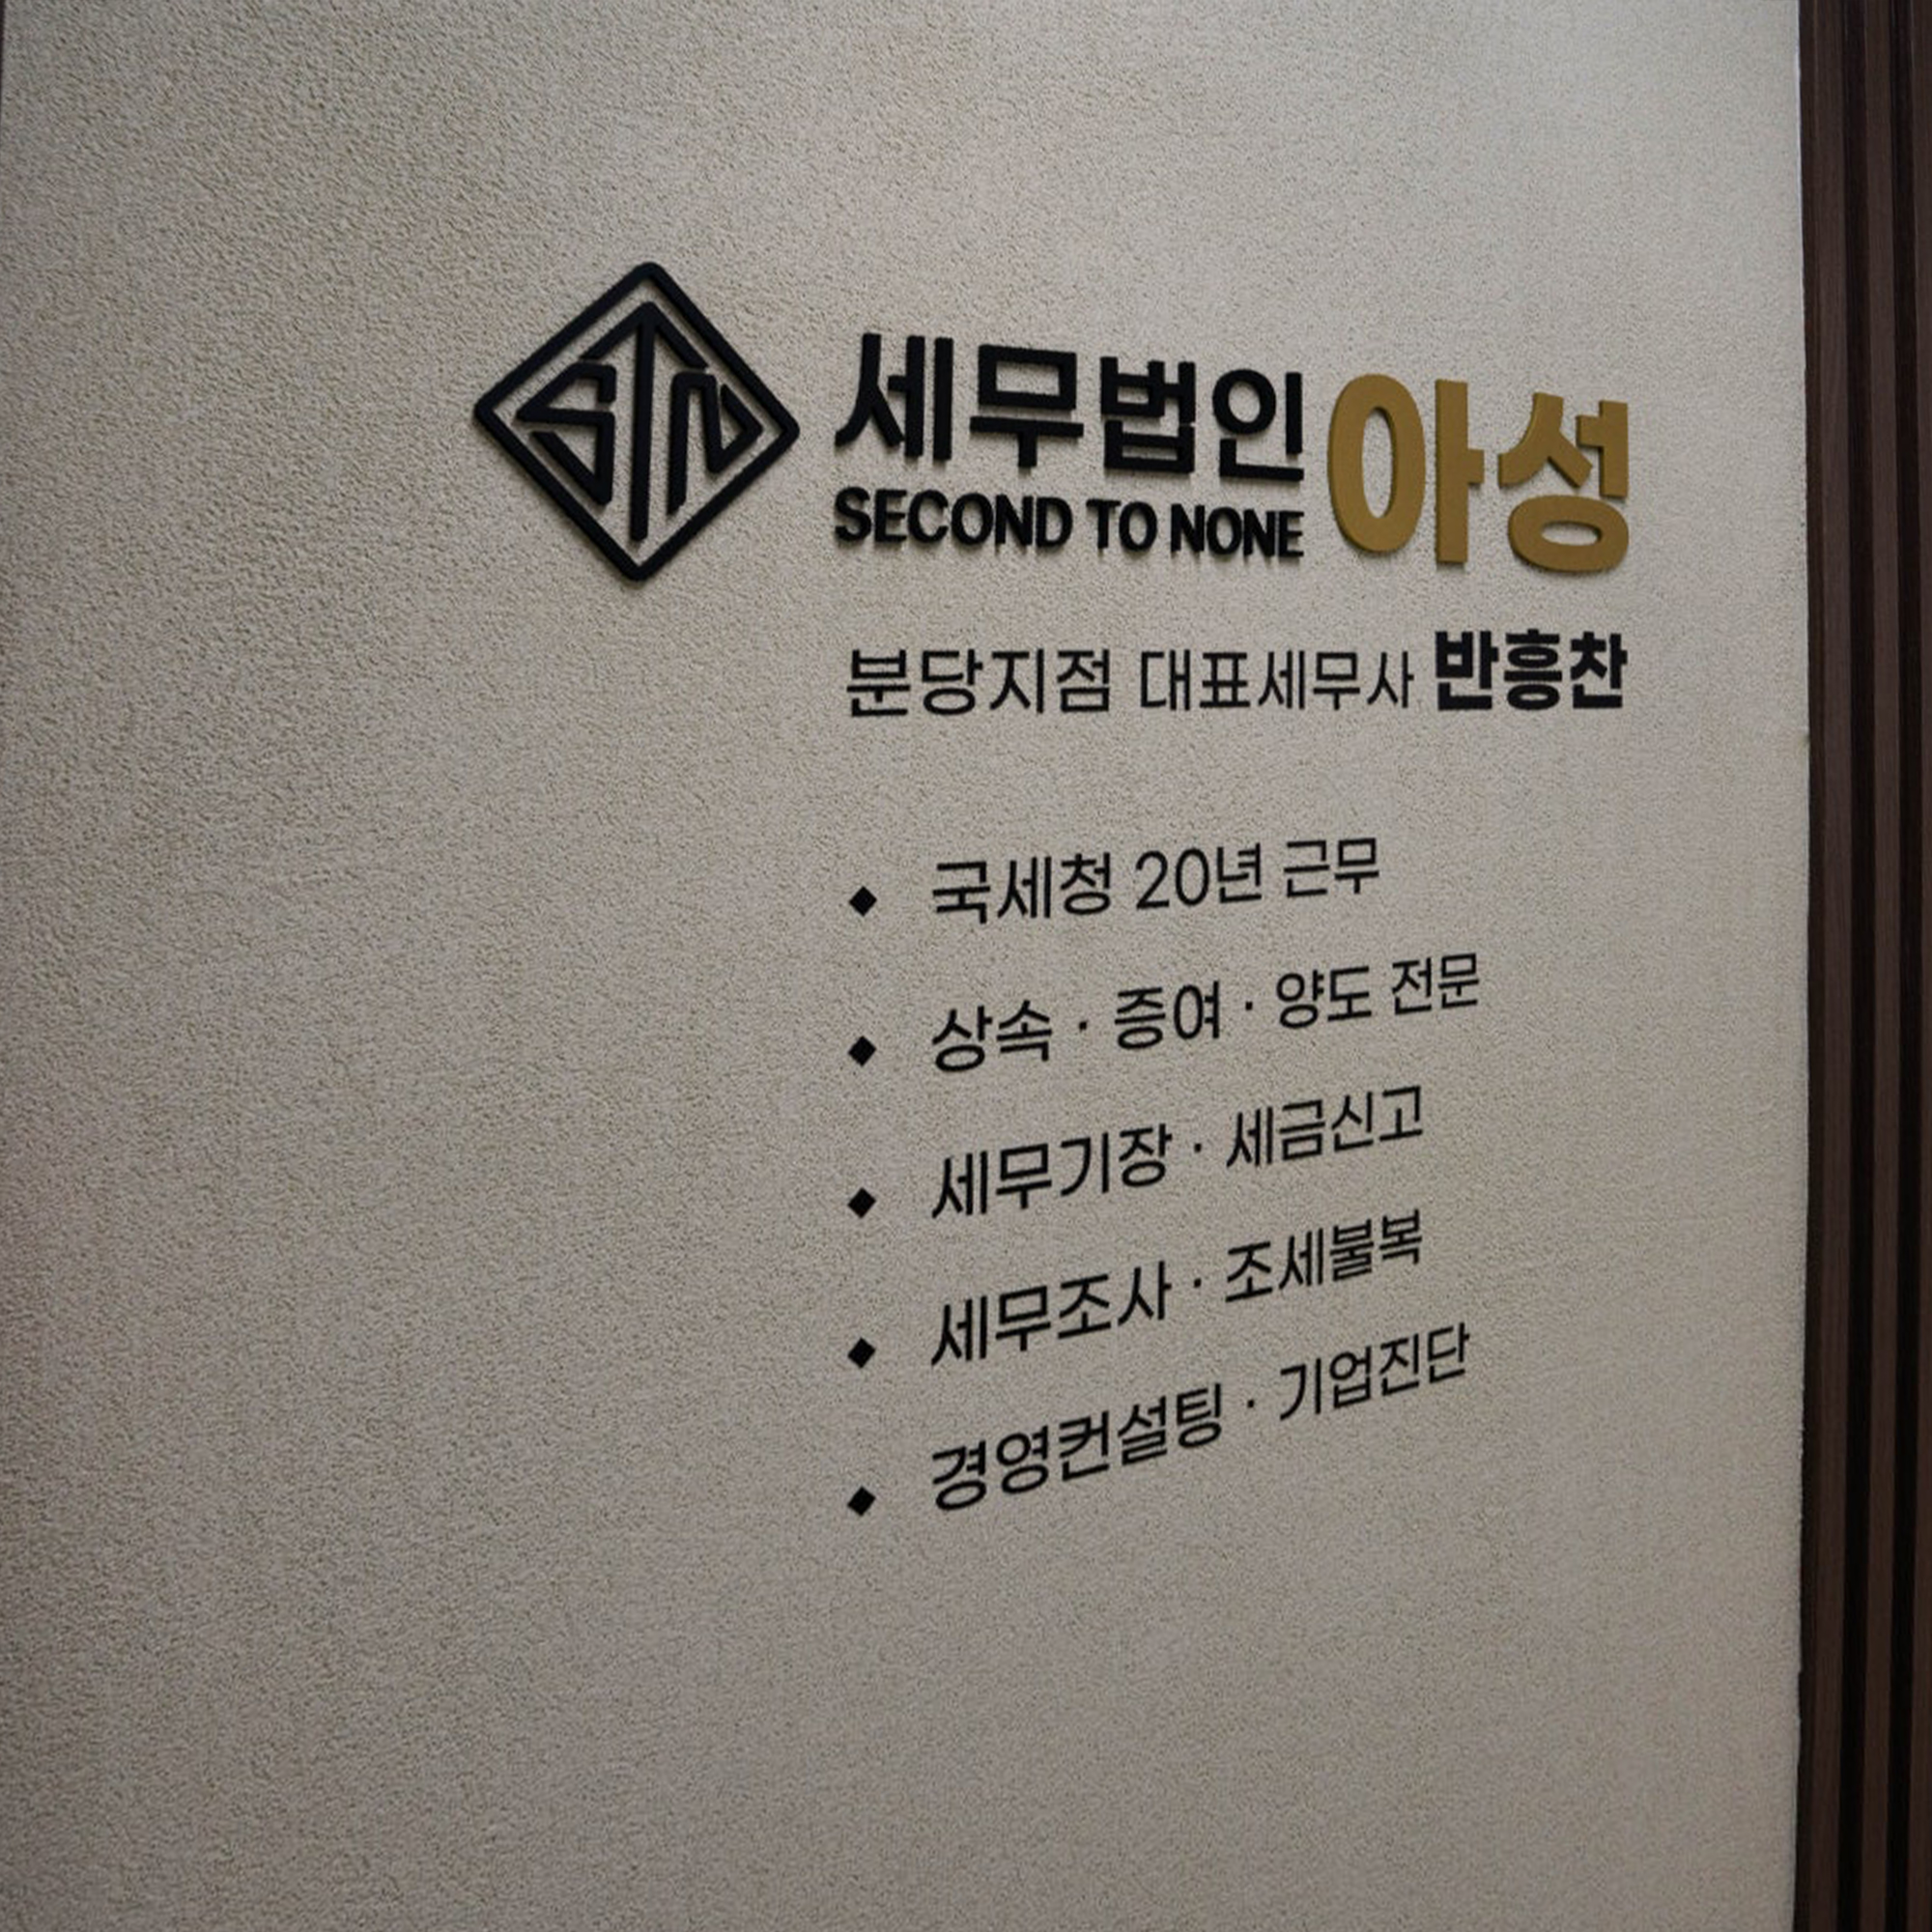 STN 세무법인 아성
SECOND TO NONE
분당지점 대표세무사 반흥찬
◆ 국세청 20년 근무
◆ 상속 · 증여 · 양도 전문
◆ 세무기장 · 세금신고
◆ 세무조사 · 조세불복
◆ 경영컨설팅 · 기업진단